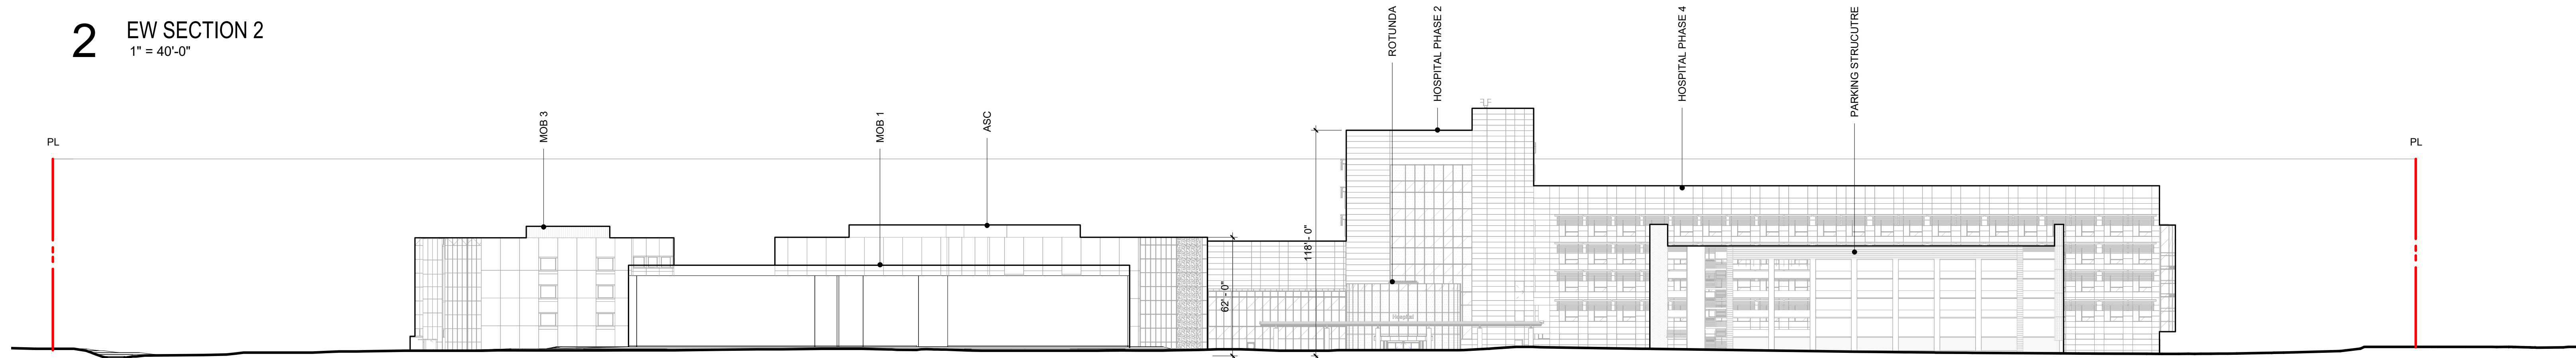 2 EW SECTION 2
1" = 40'-0"
PL
MOB 3
MOB 1
ASC
62' - 0"
118' - 0"
ROTUNDA
HOSPITAL PHASE 2
Hospital
HOSPITAL PHASE 4
PARKING STRUCUTRE
PL